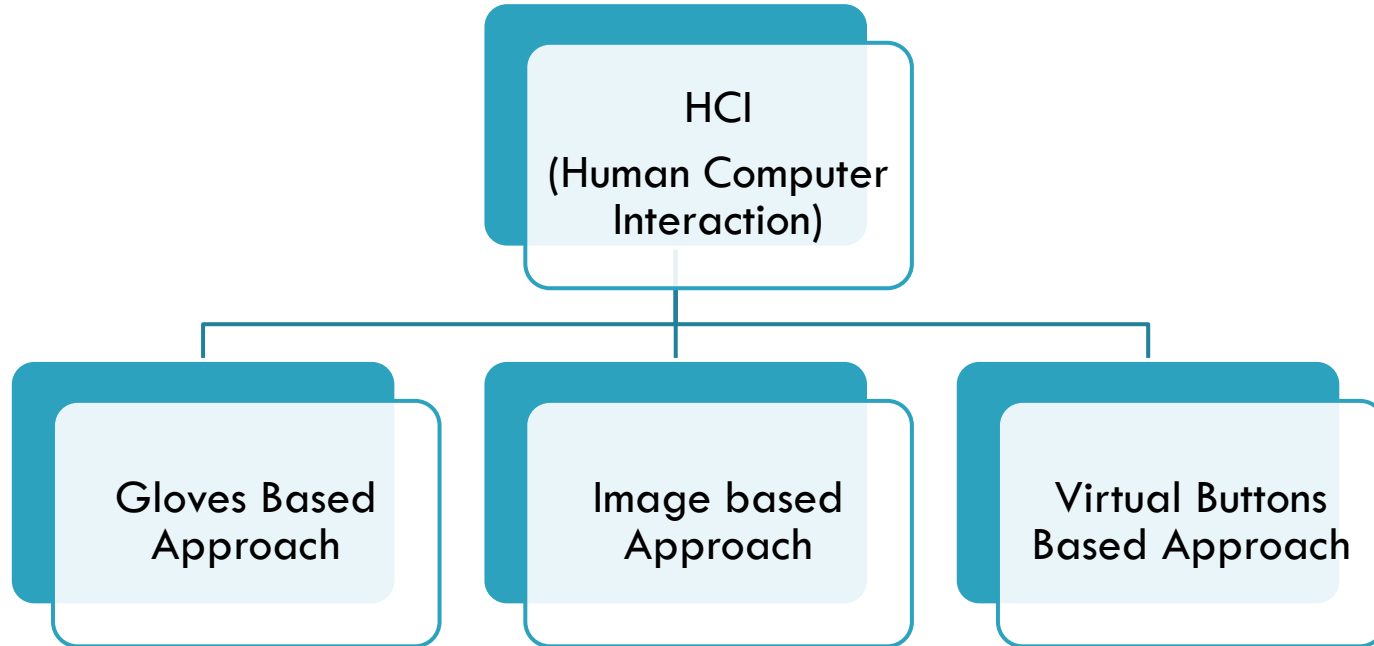 HCI
(Human Computer
Interaction)
Gloves Based
Approach
Image based
Approach
Virtual Buttons
Based Approach